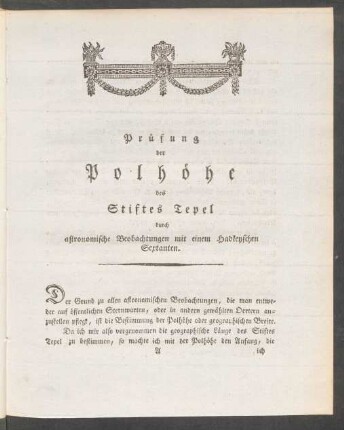 Prüfung
der
Polhöhe
des
Stiftes Tepel
durch
astronomische Beobachtungen mit einem Hadleyschen
Sextanten.
Der Grund zu allen astronomischen Beobachtungen, die man entwe-
der auf öffentlichen Sternwarten, oder in andern gewählten Oertern an-
zustellen pflegt, ist die Bestimmung der Polhöhe oder geographischen Breite.
Da ich mir also vorgenommen die geographische Länge des Stiftes
Tepel zu bestimmen, so machte ich mit der Polhöhe den Anfang, die
A ich